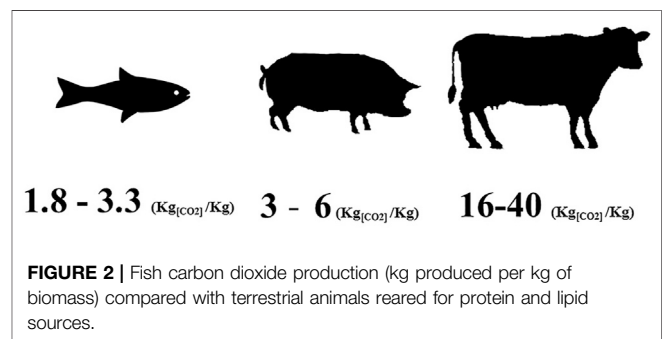 1.8 - 3.3 (Kg[CO2]/Kg) 3 - 6 (Kg[CO2]/Kg) 16-40 (Kg[CO2]/Kg)
FIGURE 2 | Fish carbon dioxide production (kg produced per kg of
biomass) compared with terrestrial animals reared for protein and lipid
sources.